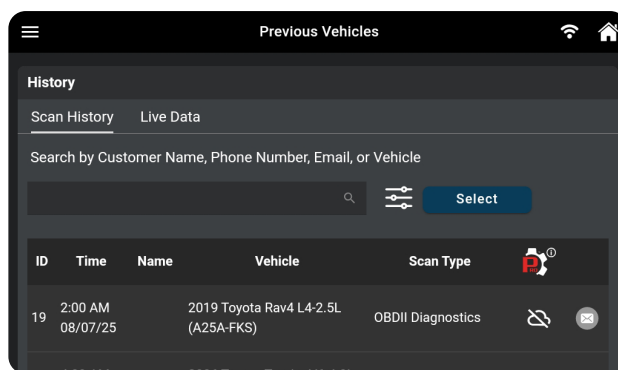 Previous Vehicles
History
Scan History Live Data
Search by Customer Name, Phone Number, Email, or Vehicle
Select
ID Time Name Vehicle Scan Type
19 2:00 AM 08/07/25 2019 Toyota Rav4 L4-2.5L (A25A-FKS) OBDII Diagnostics